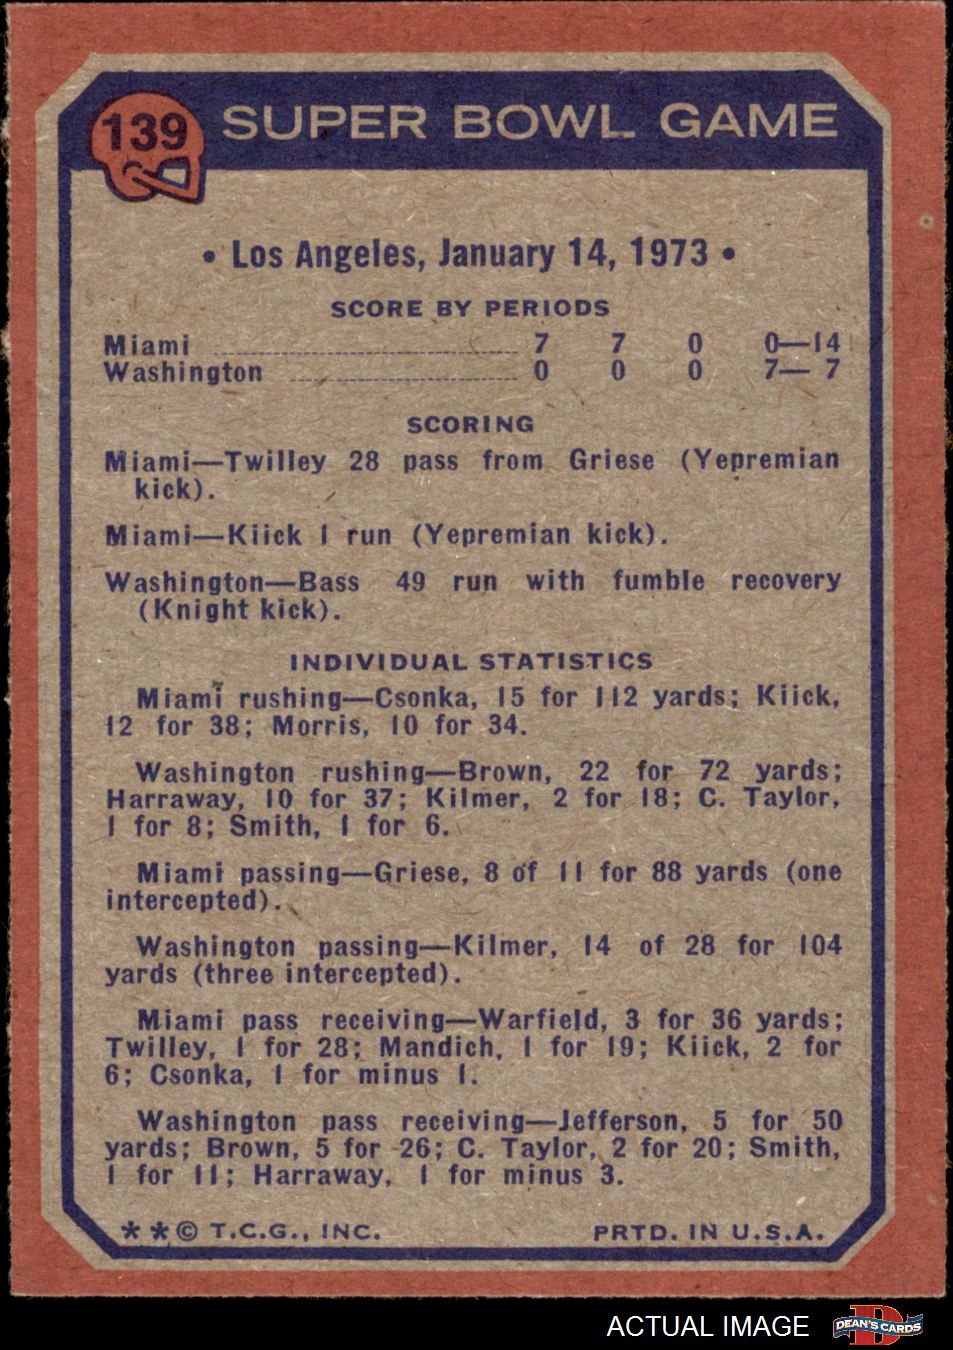 139 SUPER BOWL GAME
• Los Angeles, January 14, 1973 •
SCORE BY PERIODS
Miami ........ 7 7 0 0—14
Washington ........ 0 0 0 7— 7
SCORING
Miami—Twilley 28 pass from Griese (Yepremian
kick).
Miami—Kiick 1 run (Yepremian kick).
Washington—Bass 49 run with fumble recovery
(Knight kick).
INDIVIDUAL STATISTICS
Miami rushing—Csonka, 15 for 112 yards; Kiick,
12 for 38; Morris, 10 for 34.
Washington rushing—Brown, 22 for 72 yards;
Harraway, 10 for 37; Kilmer, 2 for 18; C. Taylor,
1 for 8; Smith, 1 for 6.
Miami passing—Griese, 8 of 11 for 88 yards (one
intercepted).
Washington passing—Kilmer, 14 of 28 for 104
yards (three intercepted).
Miami pass receiving—Warfield, 3 for 36 yards;
Twilley, 1 for 28; Mandich, 1 for 19; Kiick, 2 for
6; Csonka, 1 for minus 1.
Washington pass receiving—Jefferson, 5 for 50
yards; Brown, 5 for 26; C. Taylor, 2 for 20; Smith,
1 for 11; Harraway, 1 for minus 3.
* * © T.C.G., INC. PRTD. IN U.S.A.
ACTUAL IMAGE DEAN'S CARDS